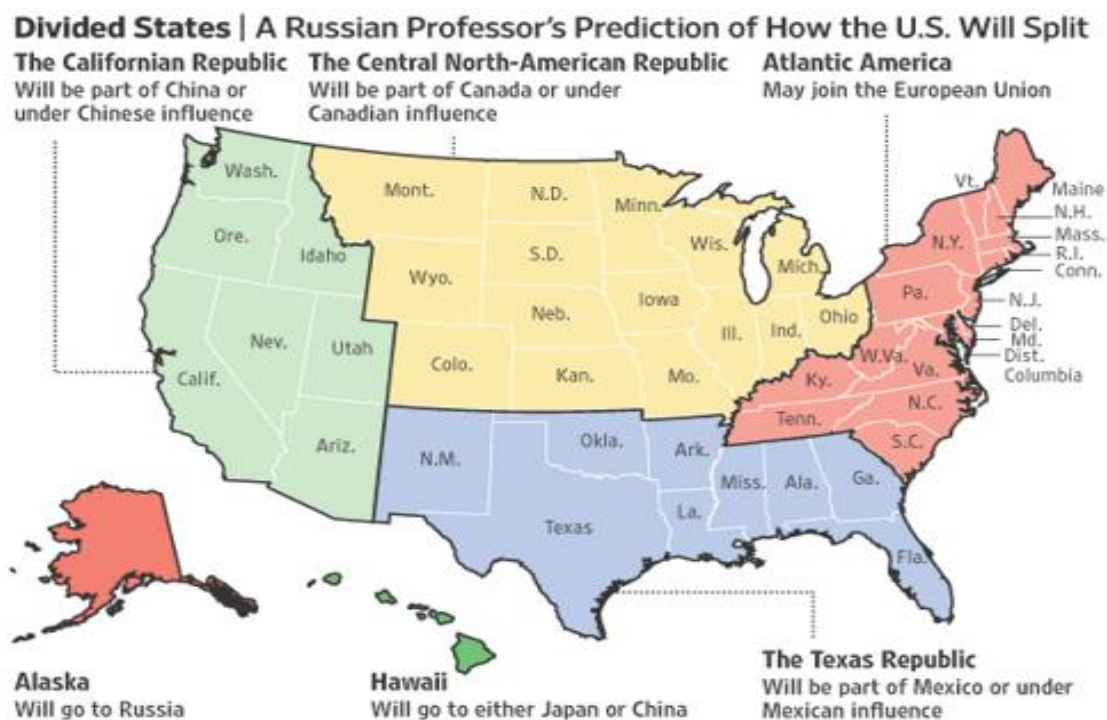 Divided States | A Russian Professor's Prediction of How the U.S. Will Split
The Californian Republic
Will be part of China or
under Chinese influence
The Central North-American Republic
Will be part of Canada or under
Canadian influence
Atlantic America
May join the European Union
Wash.
Ore.
Idaho
Nev.
Utah
Calif.
Ariz.
Mont.
N.D.
Minn.
Wis.
Mich.
Wyo.
S.D.
Iowa
Neb.
Ill.
Ind.
Ohio
Colo.
Kan.
Mo.
Vt.
Maine
N.H.
Mass.
R.I.
Conn.
N.Y.
Pa.
N.J.
Del.
Md.
Dist.
Columbia
W.Va.
Va.
Ky.
N.C.
Tenn.
S.C.
N.M.
Okla.
Ark.
Texas
La.
Miss.
Ala.
Ga.
Fla.
Alaska
Will go to Russia
Hawaii
Will go to either Japan or China
The Texas Republic
Will be part of Mexico or under
Mexican influence